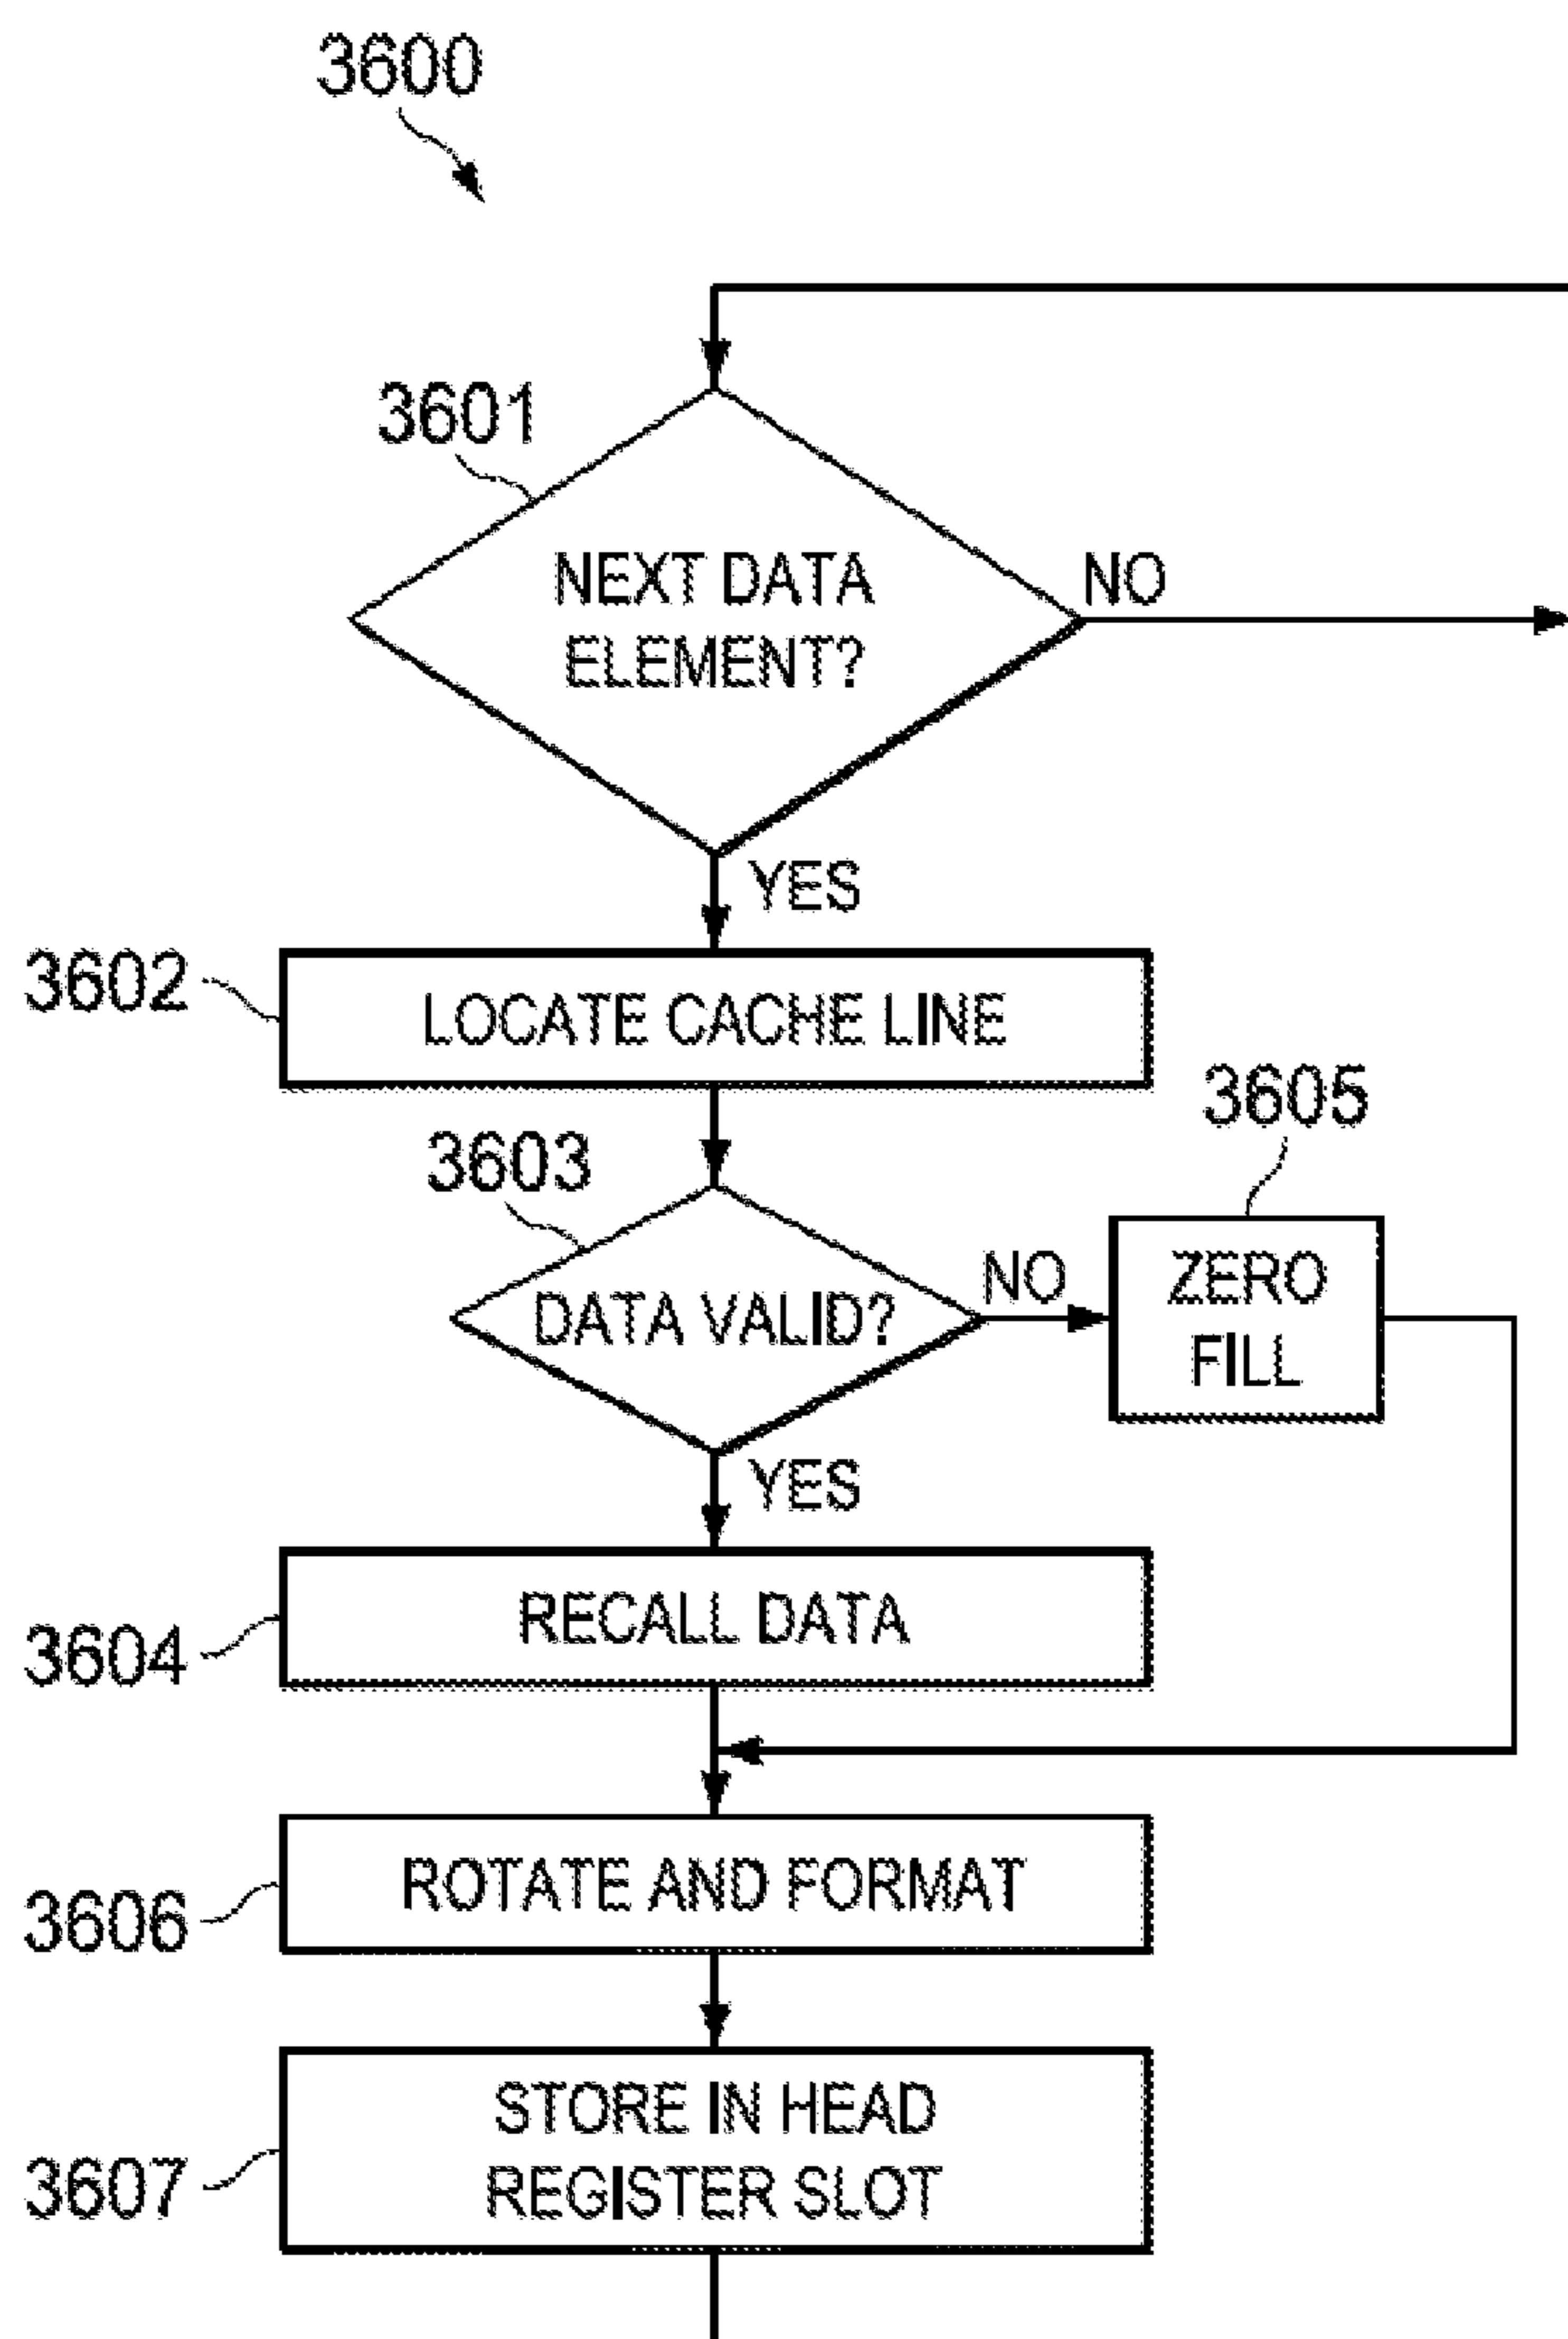 3600
3601
NEXT DATA
ELEMENT?
NO
YES
3602
LOCATE CACHE LINE
3605
3603
DATA VALID?
NO
ZERO
FILL
YES
3604
RECALL DATA
3606
ROTATE AND FORMAT
3607
STORE IN HEAD
REGISTER SLOT